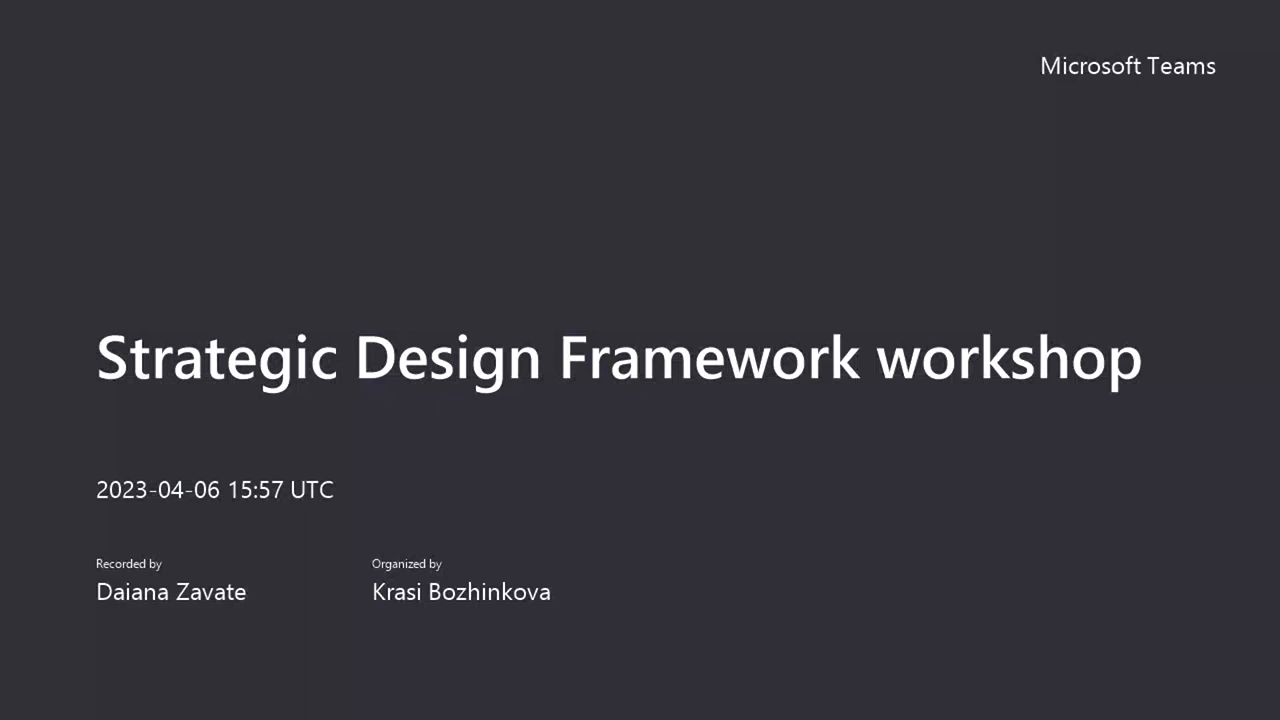 Microsoft Teams
Strategic Design Framework workshop
2023-04-06 15:57 UTC
Recorded by
Daiana Zavate
Organized by
Krasi Bozhinkova